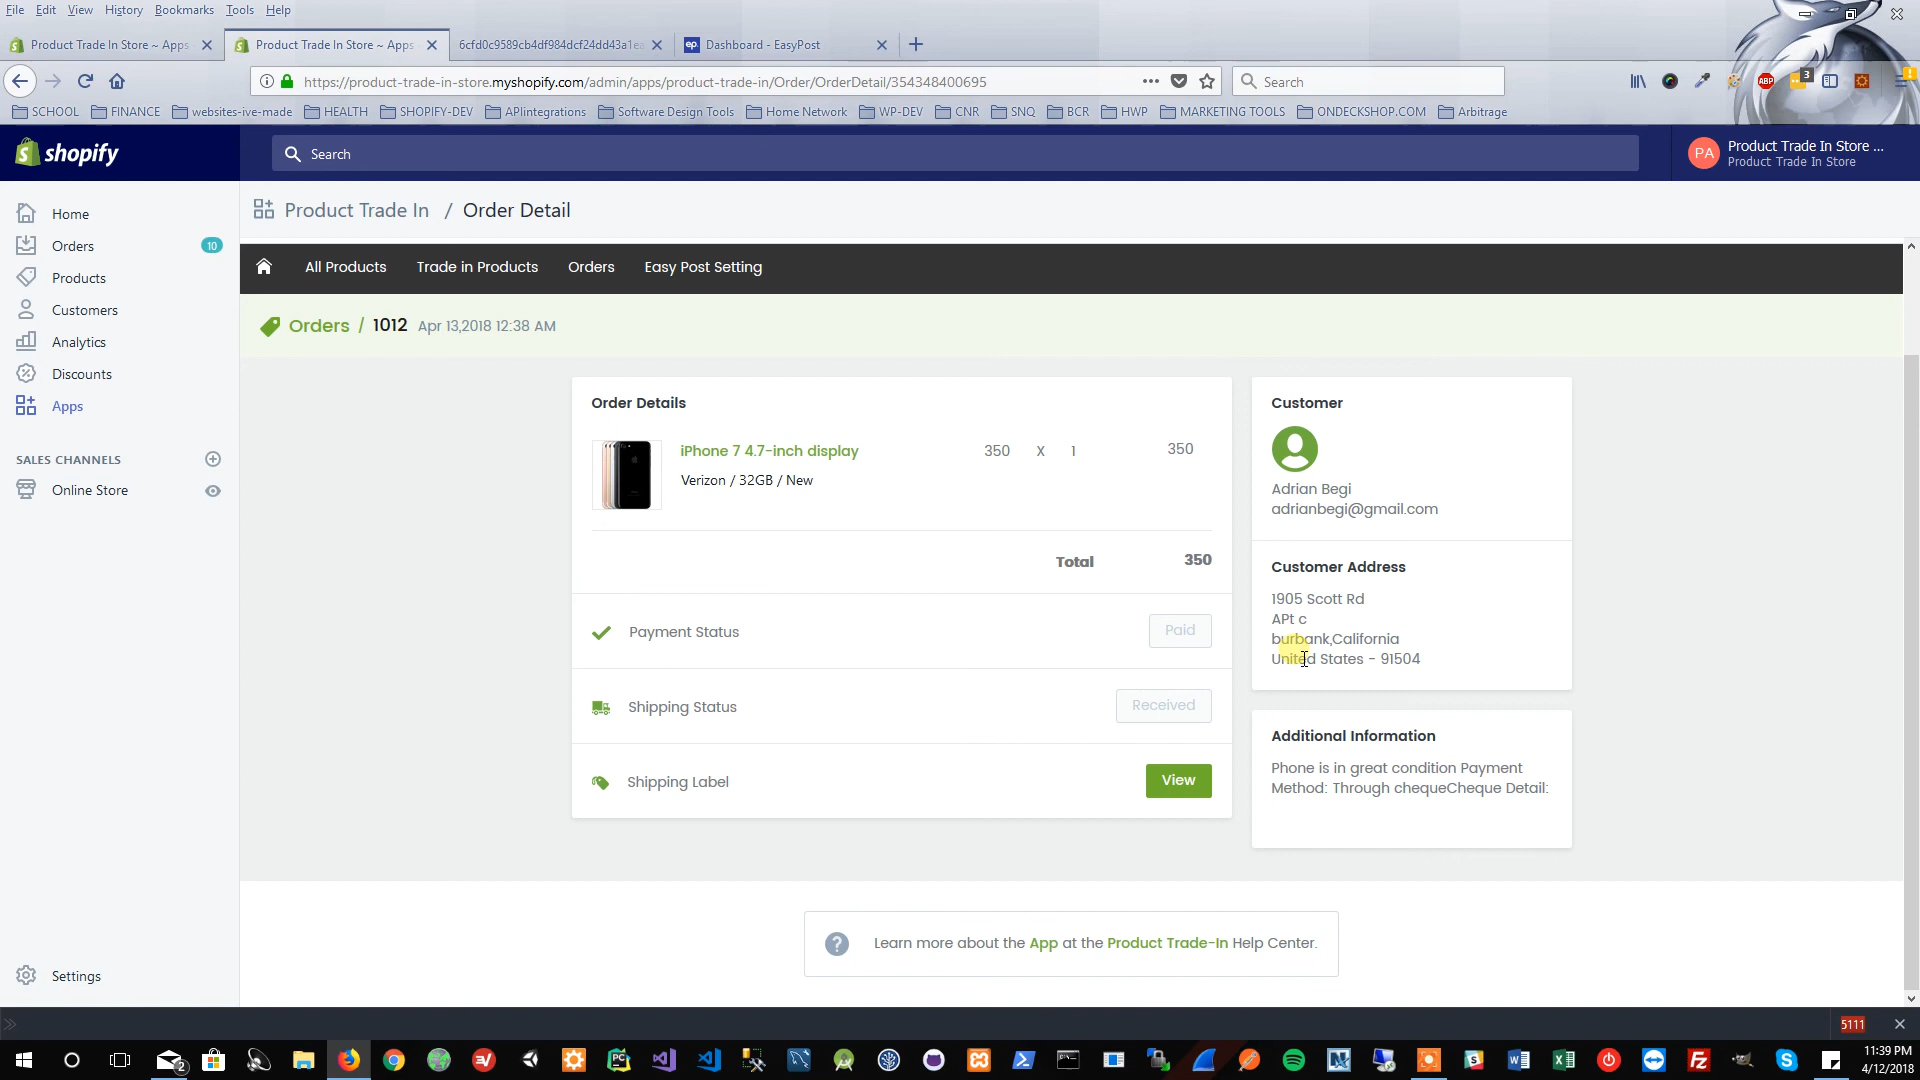 File Edit View History Bookmarks Tools Help
Product Trade In Store ~ Apps
Product Trade In Store ~ Apps
6cfd0c9589cb4df984dcf24dd43a1ea
ep Dashboard - EasyPost
https://product-trade-in-store.myshopify.com/admin/apps/product-trade-in/Order/OrderDetail/354348400695
Search
ABP
3
SCHOOL FINANCE websites-ive-made HEALTH SHOPIFY-DEV APIintegrations Software Design Tools Home Network WP-DEV CNR SNQ BCR HWP MARKETING TOOLS ONDECKSHOP.COM Arbitrage
shopify
Search
PA
Product Trade In Store ...
Product Trade In Store
Home
Orders 10
Products
Customers
Analytics
Discounts
Apps
SALES CHANNELS
Online Store
Settings
Product Trade In / Order Detail
All Products Trade in Products Orders Easy Post Setting
Orders / 1012 Apr 13,2018 12:38 AM
Order Details
iPhone 7 4.7-inch display 350 X 1 350
Verizon / 32GB / New
Total 350
Payment Status Paid
Shipping Status Received
Shipping Label View
Customer
Adrian Begi
adrianbegi@gmail.com
Customer Address
1905 Scott Rd
APt c
burbank,California
United States - 91504
Additional Information
Phone is in great condition Payment
Method: Through chequeCheque Detail:
? Learn more about the App at the Product Trade-In Help Center.
5111
2
PC
11:39 PM
4/12/2018